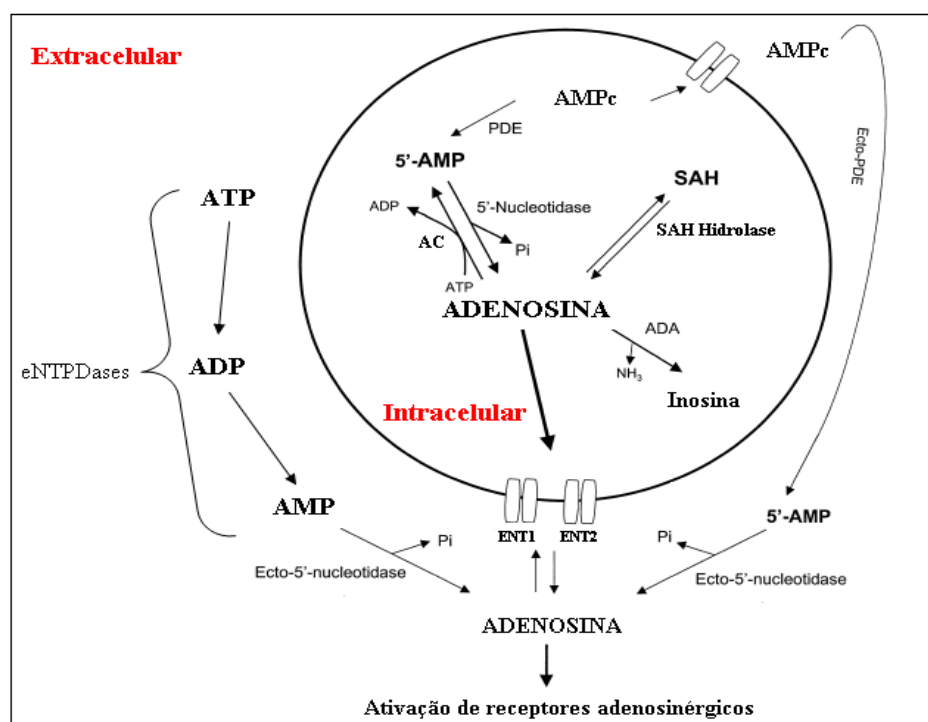 Extracelular
AMPc
AMPc
PDE
Ecto-PDE
5’-AMP
SAH
ATP
ADP
5’-Nucleotidase
SAH Hidrolase
AC
Pi
ATP
ADENOSINA
ADA
NH3
eNTPDases
ADP
Inosina
Intracelular
AMP
5’-AMP
ENT1
ENT2
Pi
Pi
Ecto-5’-nucleotidase
Ecto-5’-nucleotidase
ADENOSINA
Ativação de receptores adenosinérgicos